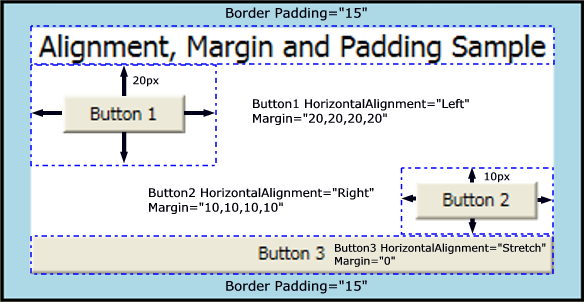 Border Padding="15"
Alignment, Margin and Padding Sample
20px
Button 1
Button1 HorizontalAlignment="Left"
Margin="20,20,20,20"
Button2 HorizontalAlignment="Right"
Margin="10,10,10,10"
10px
Button 2
Button 3
Button3 HorizontalAlignment="Stretch"
Margin="0"
Border Padding="15"